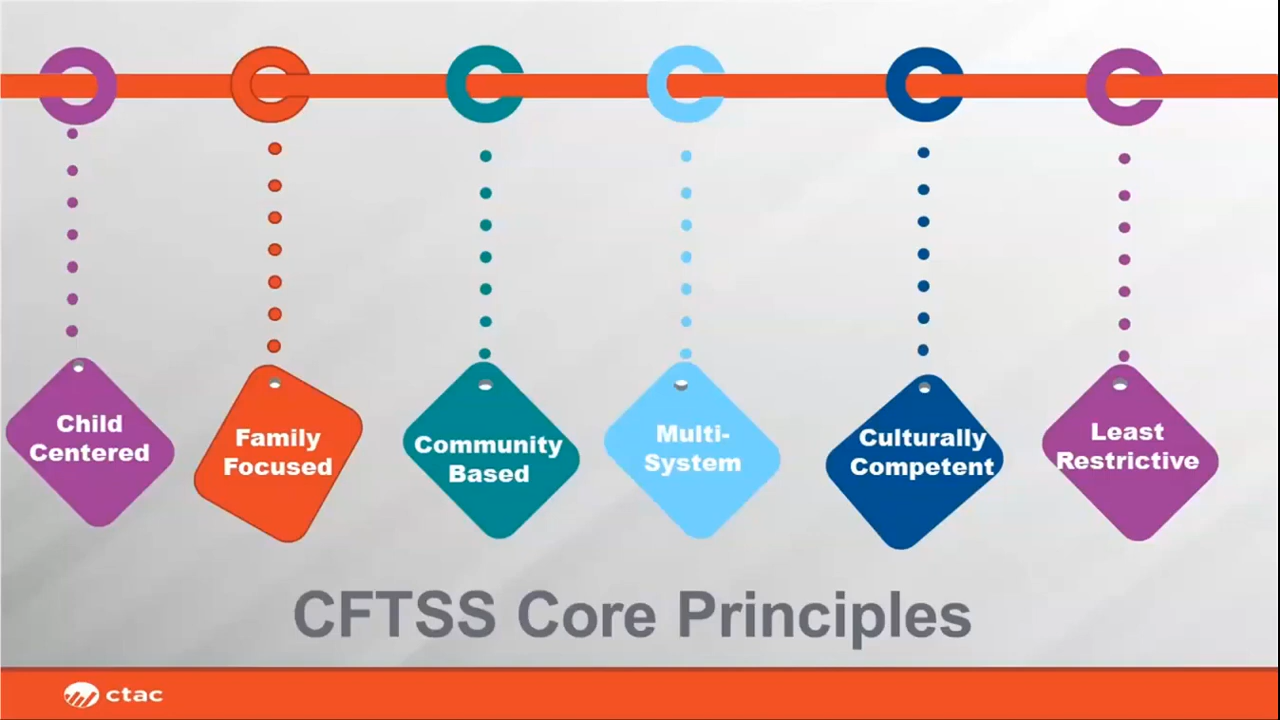 Child
Centered
Family
Focused
Community
Based
Multi-
System
Culturally
Competent
Least
Restrictive
CFTSS Core Principles
ctac